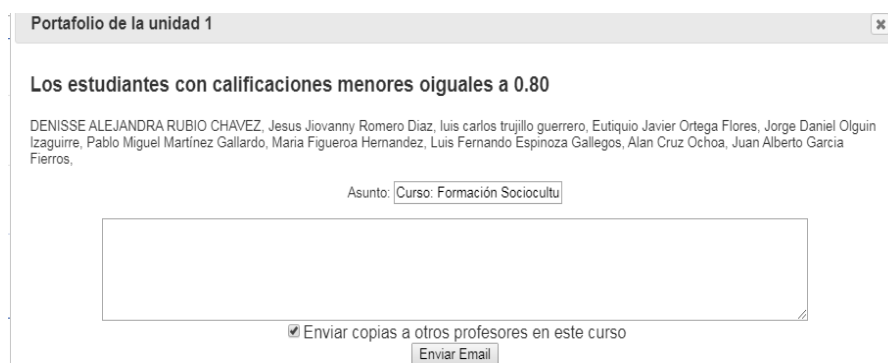 Portafolio de la unidad 1
Los estudiantes con calificaciones menores oiguales a 0.80
DENISSE ALEJANDRA RUBIO CHAVEZ, Jesus Jiovanny Romero Diaz, luis carlos trujillo guerrero, Eutiquio Javier Ortega Flores, Jorge Daniel Olguin
Izaguirre, Pablo Miguel Martínez Gallardo, Maria Figueroa Hernandez, Luis Fernando Espinoza Gallegos, Alan Cruz Ochoa, Juan Alberto Garcia
Fierros,
Asunto: Curso: Formación Sociocultu
Enviar copias a otros profesores en este curso
Enviar Email